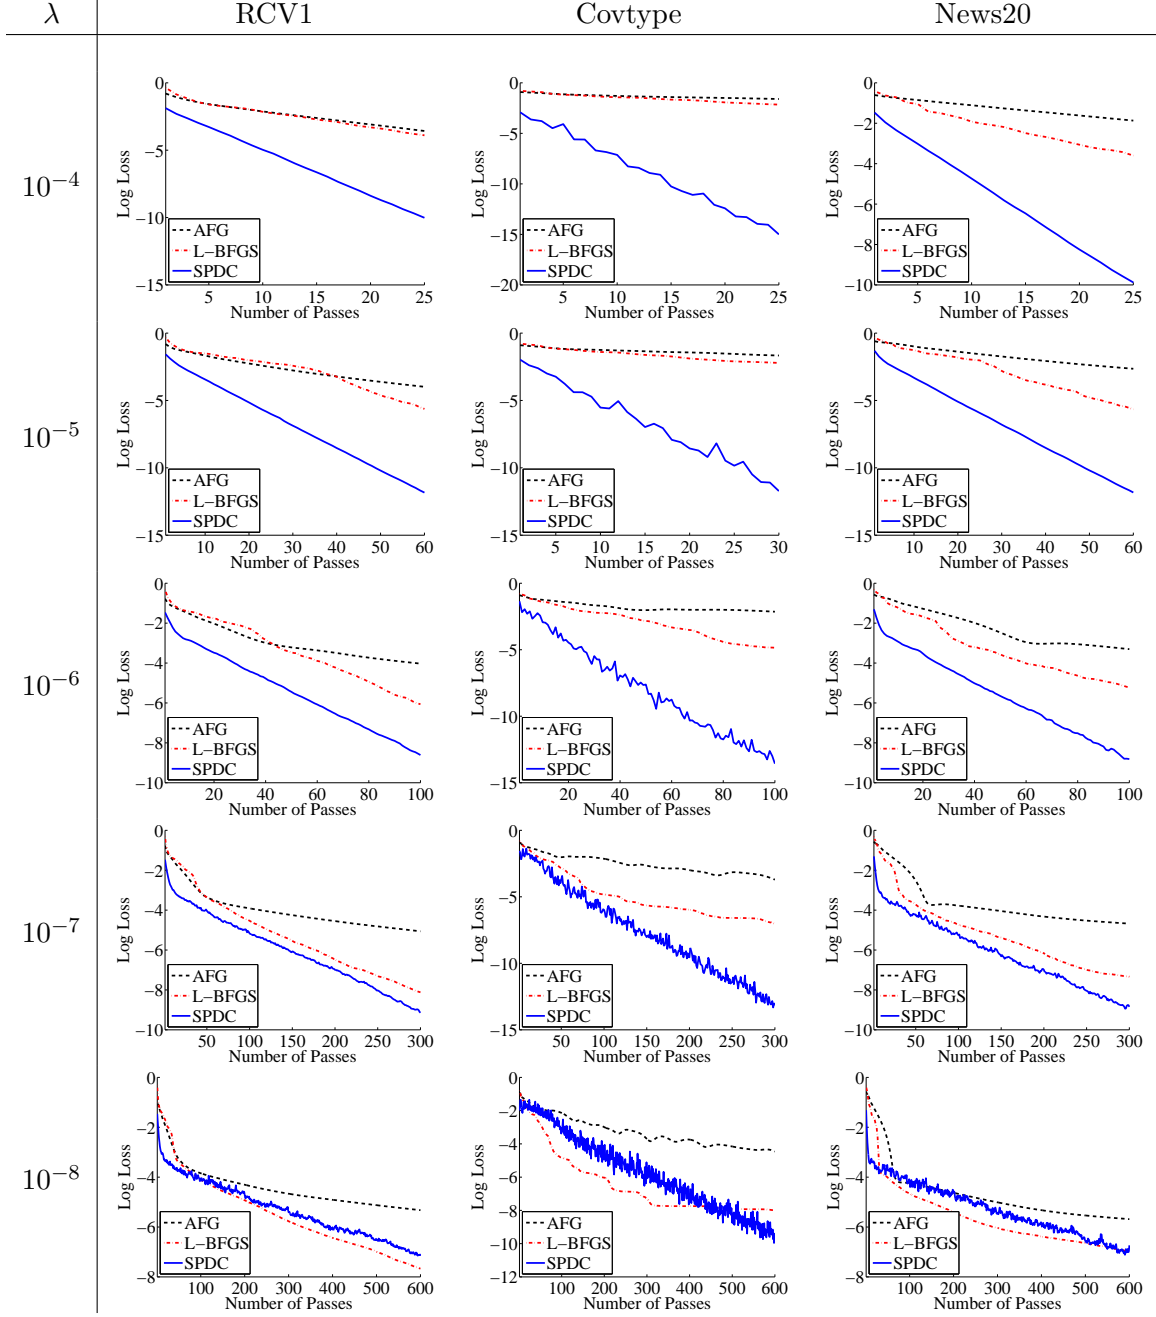 λ RCV1 Covtype News20
10⁻⁴
0
−5
−10
−15
5 10 15 20 25
Log Loss
Number of Passes
AFG
L−BFGS
SPDC
0
−5
−10
−15
−20
5 10 15 20 25
Log Loss
Number of Passes
AFG
L−BFGS
SPDC
0
−2
−4
−6
−8
−10
5 10 15 20 25
Log Loss
Number of Passes
AFG
L−BFGS
SPDC
10⁻⁵
0
−5
−10
−15
10 20 30 40 50 60
Log Loss
Number of Passes
AFG
L−BFGS
SPDC
0
−5
−10
−15
5 10 15 20 25 30
Log Loss
Number of Passes
AFG
L−BFGS
SPDC
0
−5
−10
−15
10 20 30 40 50 60
Log Loss
Number of Passes
AFG
L−BFGS
SPDC
10⁻⁶
0
−2
−4
−6
−8
−10
20 40 60 80 100
Log Loss
Number of Passes
AFG
L−BFGS
SPDC
0
−5
−10
−15
20 40 60 80 100
Log Loss
Number of Passes
AFG
L−BFGS
SPDC
0
−2
−4
−6
−8
−10
20 40 60 80 100
Log Loss
Number of Passes
AFG
L−BFGS
SPDC
10⁻⁷
0
−2
−4
−6
−8
−10
50 100 150 200 250 300
Log Loss
Number of Passes
AFG
L−BFGS
SPDC
0
−5
−10
−15
50 100 150 200 250 300
Log Loss
Number of Passes
AFG
L−BFGS
SPDC
0
−2
−4
−6
−8
−10
50 100 150 200 250 300
Log Loss
Number of Passes
AFG
L−BFGS
SPDC
10⁻⁸
0
−2
−4
−6
−8
100 200 300 400 500 600
Log Loss
Number of Passes
AFG
L−BFGS
SPDC
0
−2
−4
−6
−8
−10
−12
100 200 300 400 500 600
Log Loss
Number of Passes
AFG
L−BFGS
SPDC
0
−2
−4
−6
−8
100 200 300 400 500 600
Log Loss
Number of Passes
AFG
L−BFGS
SPDC